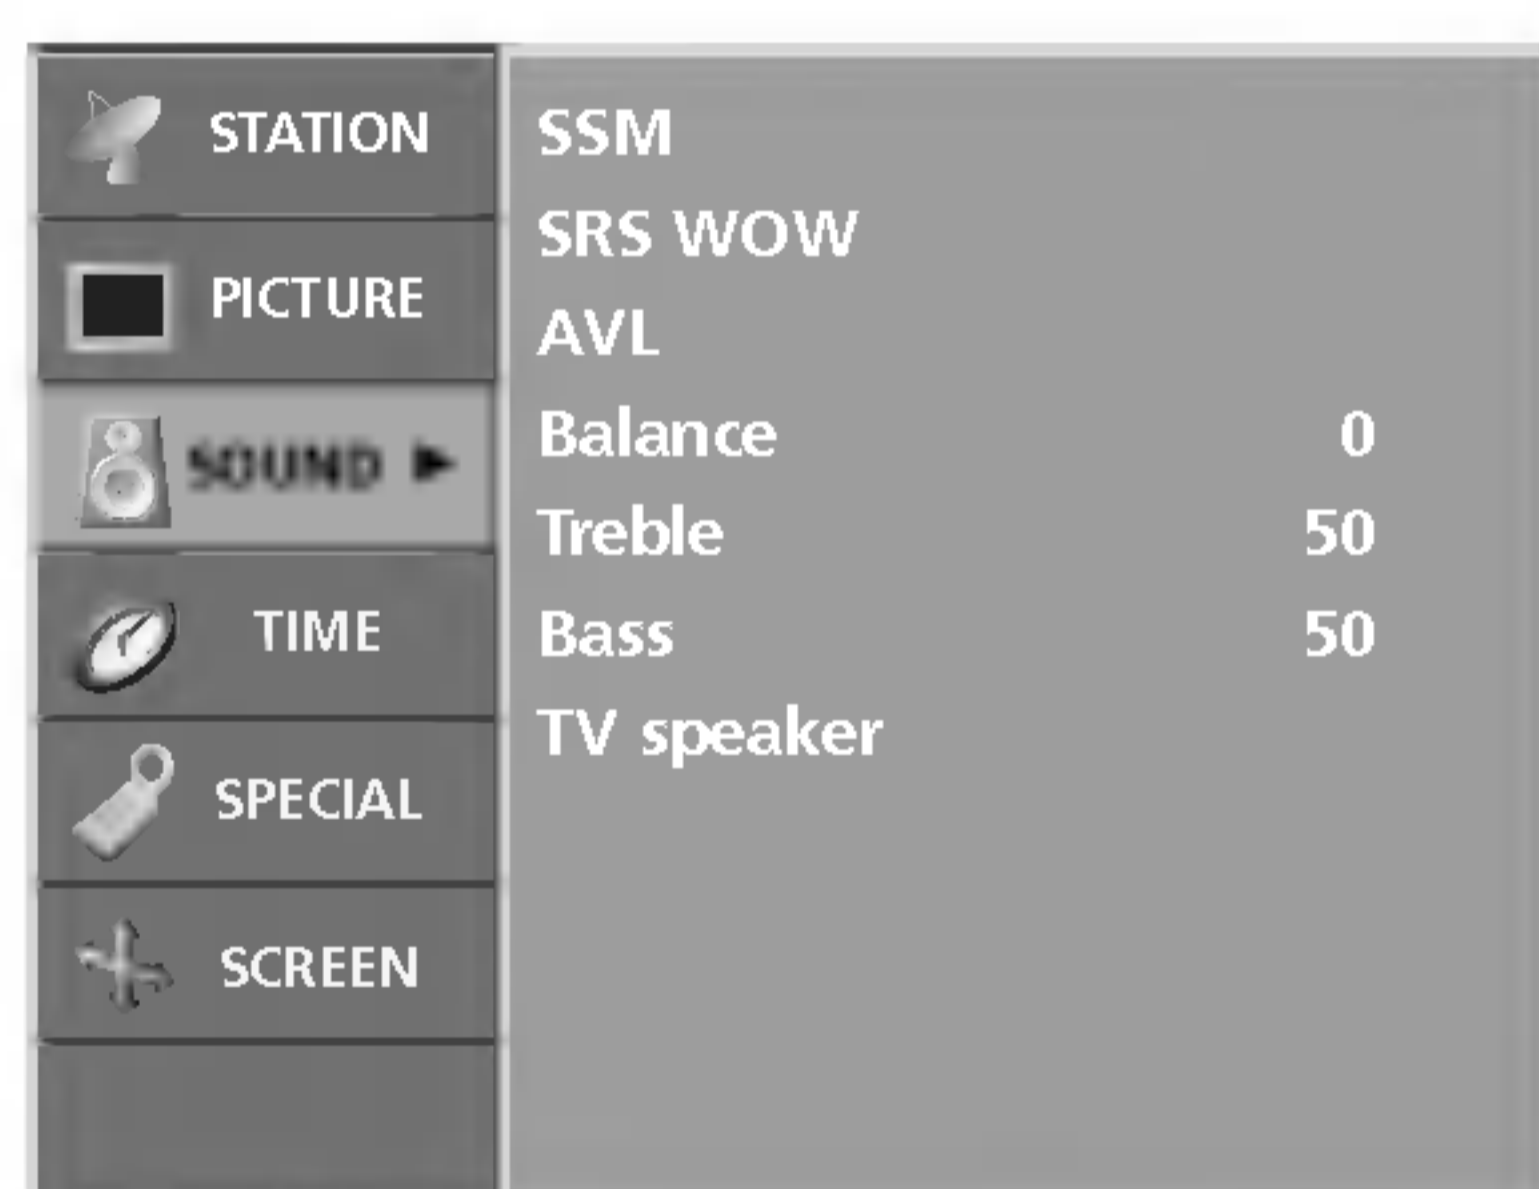 STATION
PICTURE
SOUND ►
TIME
SPECIAL
SCREEN
SSM
SRS WOW
AVL
Balance 0
Treble 50
Bass 50
TV speaker